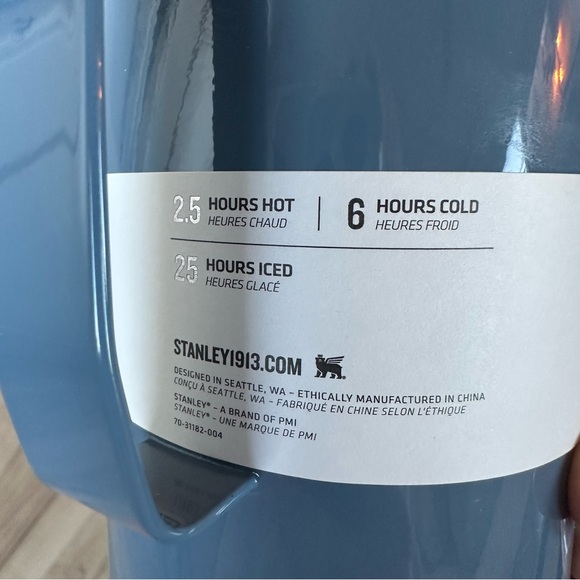 2.5 HOURS HOT | 6 HOURS COLD
HEURES CHAUD HEURES FROID
25 HOURS ICED
HEURES GLACÉ
STANLEY1913.COM
DESIGNED IN SEATTLE, WA – ETHICALLY MANUFACTURED IN CHINA
CONÇU À SEATTLE, WA – FABRIQUÉ EN CHINE SELON L'ÉTHIQUE
STANLEY® – A BRAND OF PMI
STANLEY® – UNE MARQUE DE PMI
70-31182-004